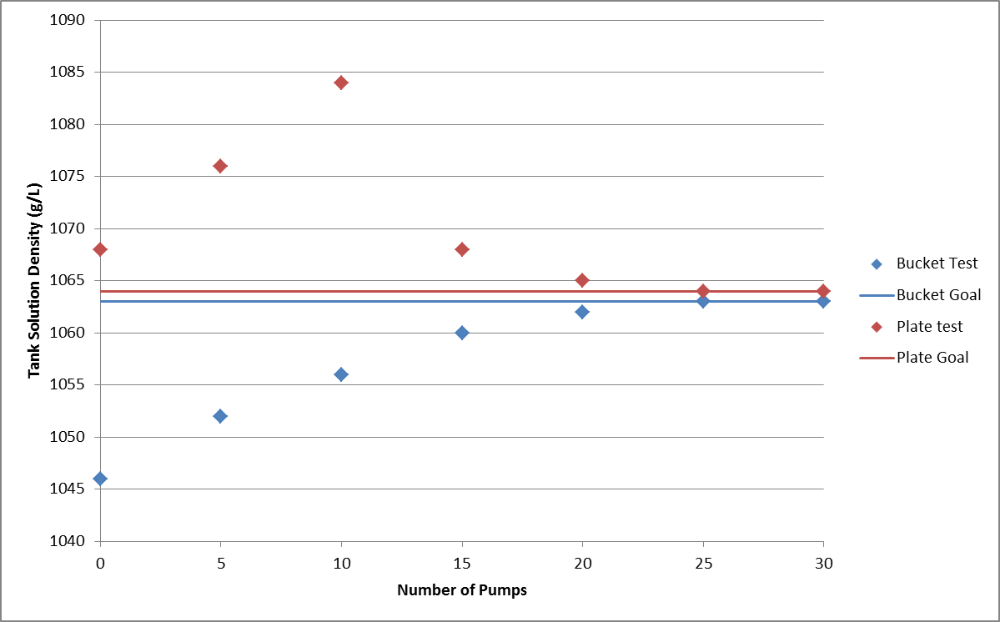 1090
1085
1080
1075
1070
1065
1060
1055
1050
1045
1040
Tank Solution Density (g/L)
0 5 10 15 20 25 30
Number of Pumps
Bucket Test
Bucket Goal
Plate test
Plate Goal